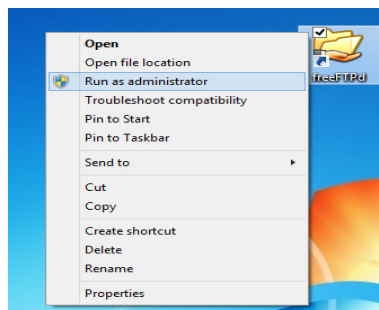 Open
Open file location
Run as administrator
Troubleshoot compatibility
Pin to Start
Pin to Taskbar
Send to
Cut
Copy
Create shortcut
Delete
Rename
Properties
freeFTPd